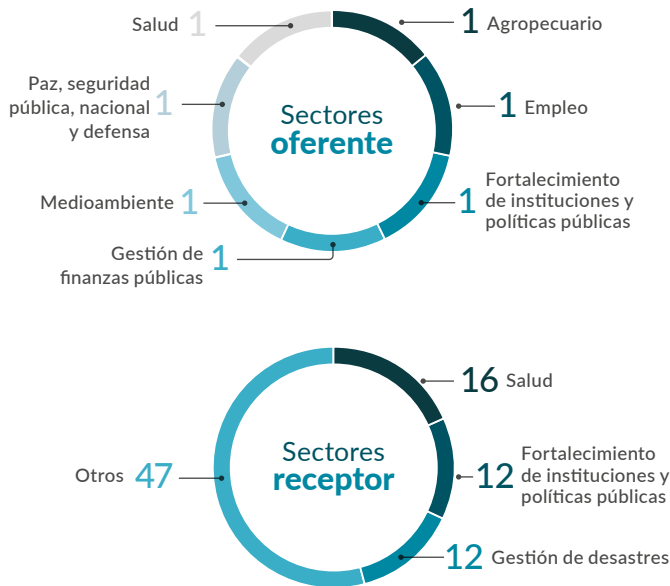 Salud 1
1 Agropecuario
Paz, seguridad
pública, nacional 1
y defensa
Sectores
oferente
1 Empleo
Medioambiente 1
1 Fortalecimiento
de instituciones y
políticas públicas
Gestión de 1
finanzas públicas
16 Salud
Otros 47
Sectores
receptor
12 Fortalecimiento
de instituciones y
políticas públicas
12 Gestión de desastres